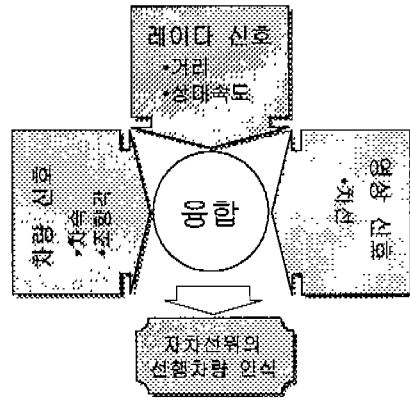 레이다 신호
•거리
•상대속도
차량 신호
•차속
•조향각
융합
영상 신호
•차선
자차선위의
선행차량 인식